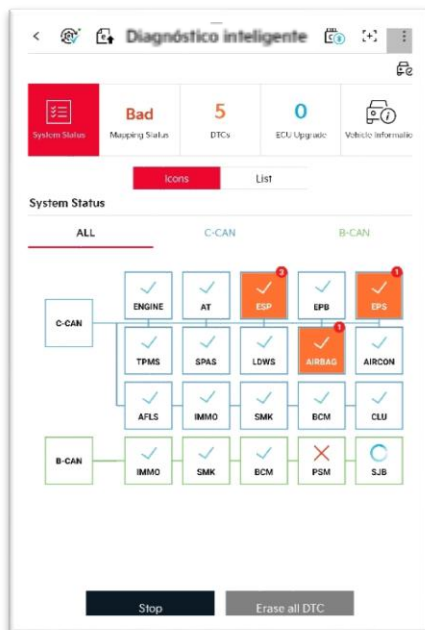 Diagnóstico inteligente
System Status
Bad
Mapping Status
5
DTCs
0
ECU Upgrade
Vehicle Informatio
Icons
List
System Status
ALL
C-CAN
B-CAN
3
1
ENGINE
AT
ESP
EPB
EPS
C-CAN
1
TPMS
SPAS
LDWS
AIRBAG
AIRCON
AFLS
IMMO
SMK
BCM
CLU
B-CAN
IMMO
SMK
BCM
PSM
SJB
Stop
Erase all DTC